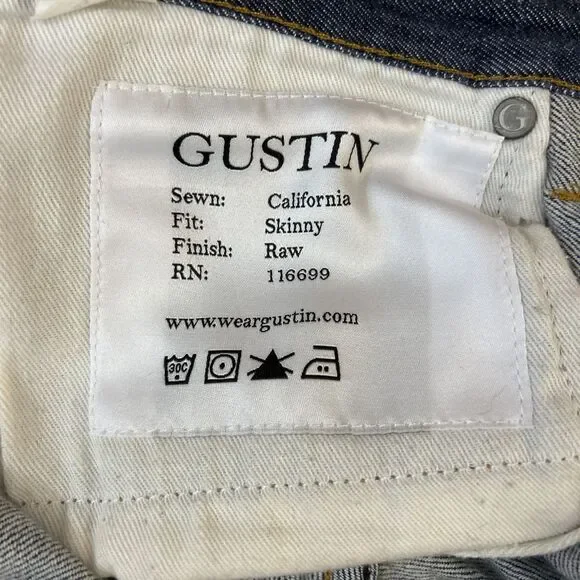 GUSTIN
G
Sewn: California
Fit: Skinny
Finish: Raw
RN: 116699
www.weargustin.com
30C